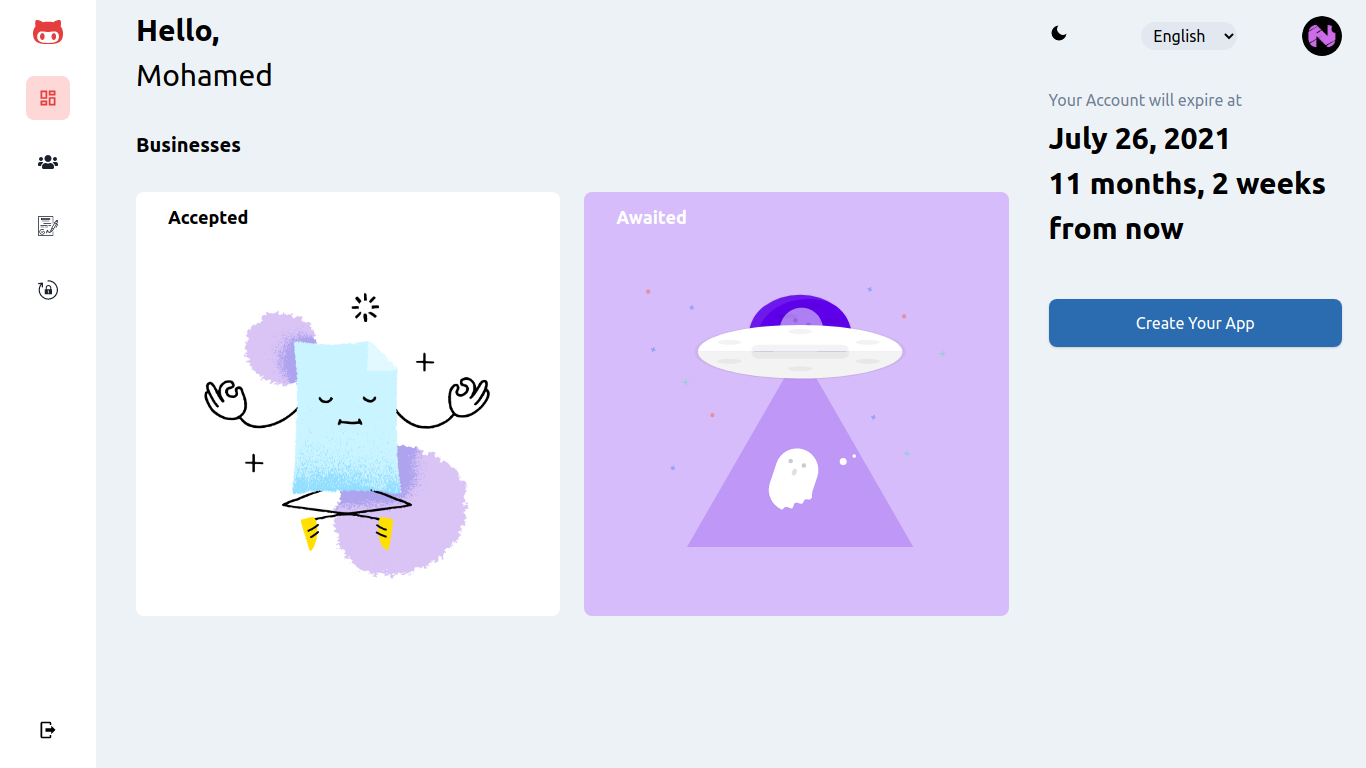 Hello,
Mohamed
Businesses
Accepted
Awaited
English
Your Account will expire at
July 26, 2021
11 months, 2 weeks
from now
Create Your App